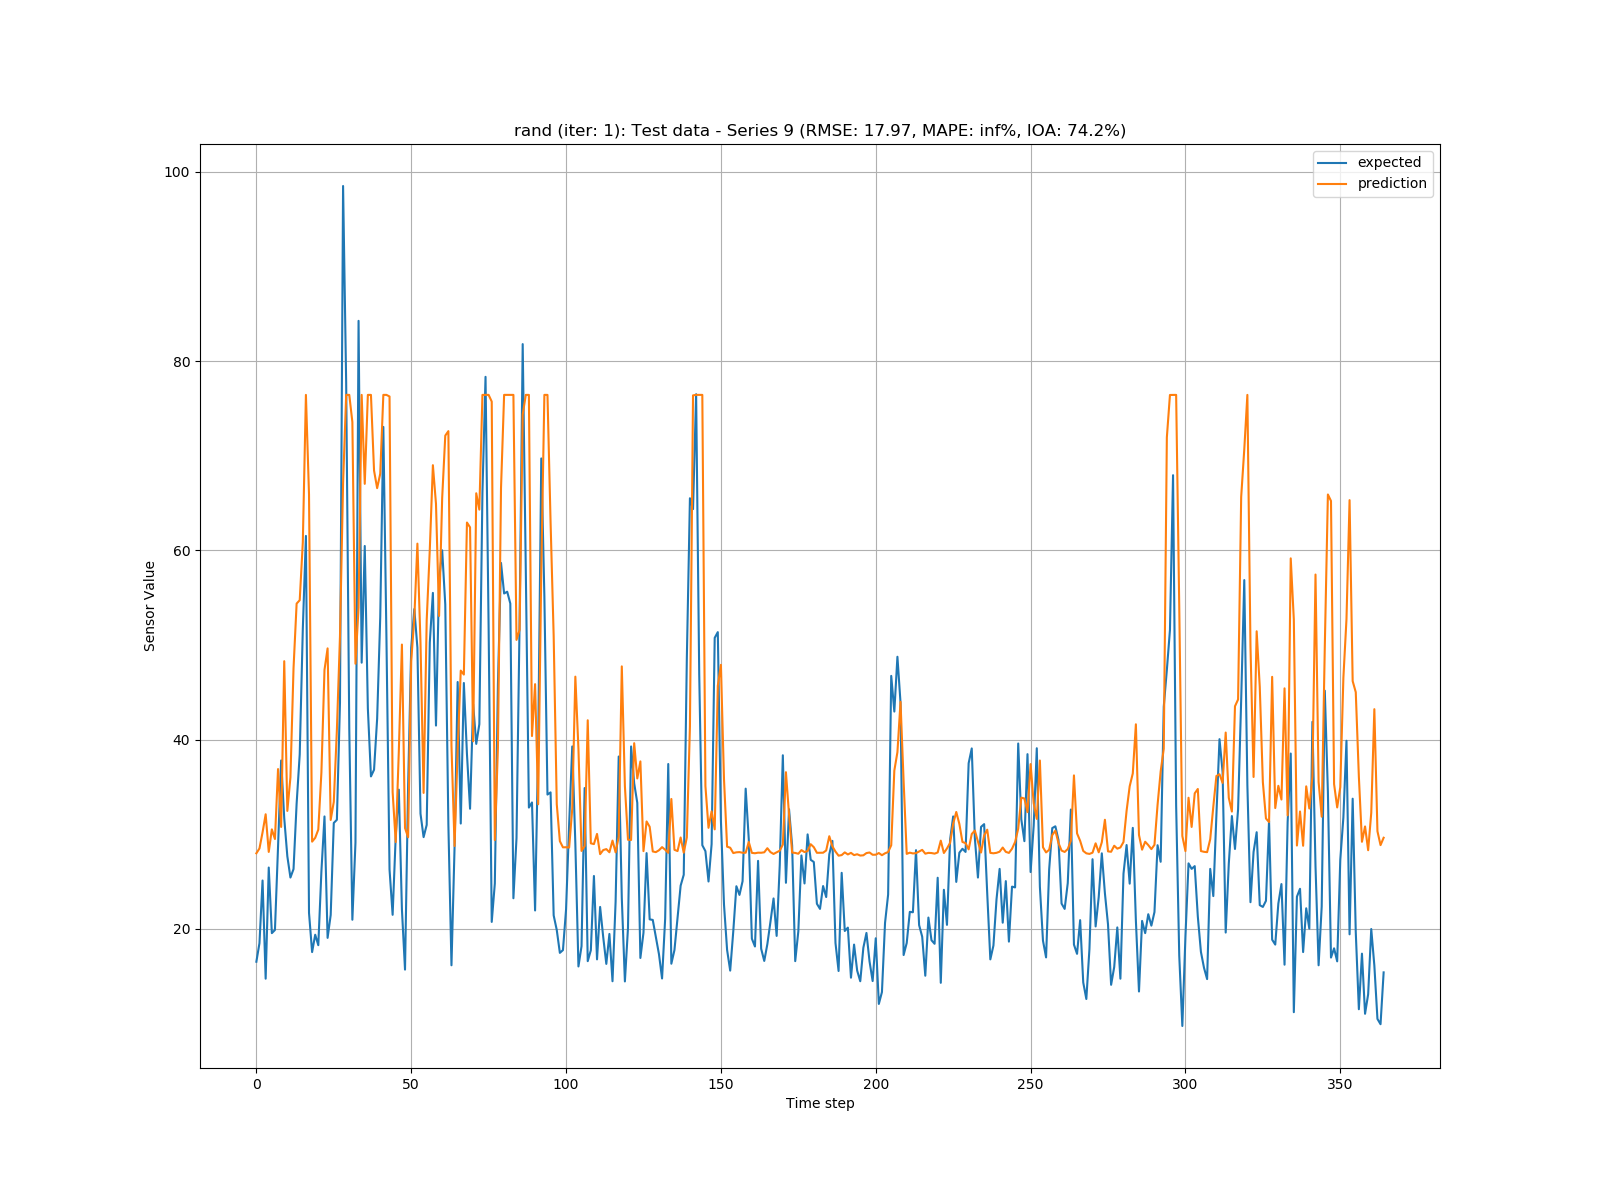 rand (iter: 1): Test data - Series 9 (RMSE: 17.97, MAPE: inf%, IOA: 74.2%)
expected
prediction
100
80
60
40
20
Sensor Value
0
50
100
150
200
250
300
350
Time step